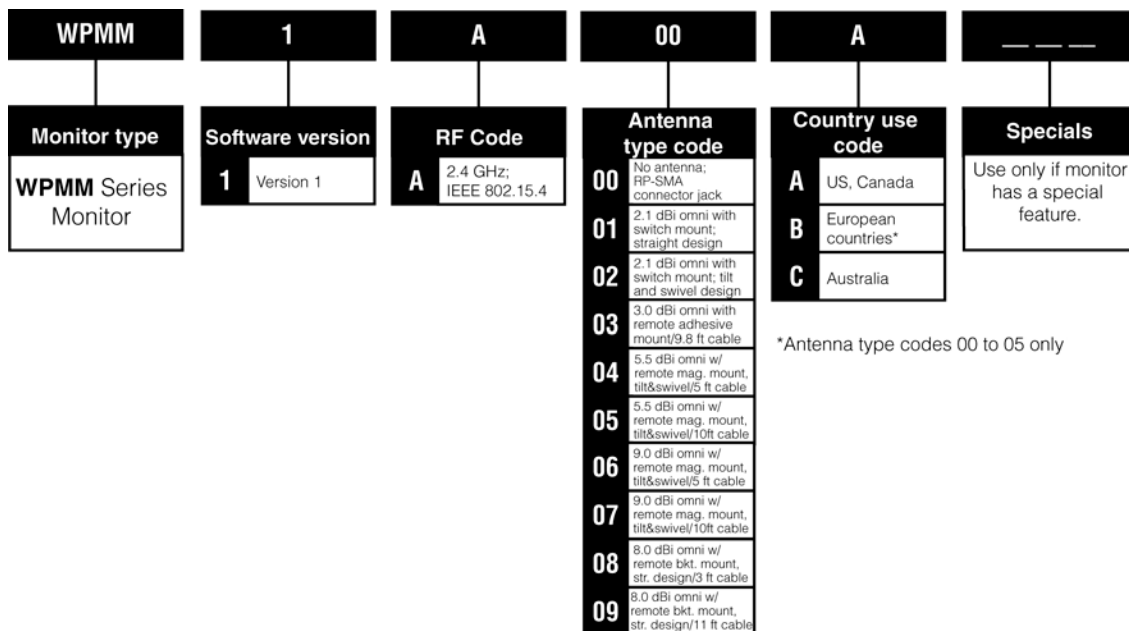 WPMM 1 A 00 A __ __ __
Monitor type
WPMM Series
Monitor
Software version
1 Version 1
RF Code
A 2.4 GHz;
IEEE 802.15.4
Antenna
type code
00 No antenna;
RP-SMA
connector jack
01 2.1 dBi omni with
switch mount;
straight design
02 2.1 dBi omni with
switch mount; tilt
and swivel design
03 3.0 dBi omni with
remote adhesive
mount/9.8 ft cable
04 5.5 dBi omni w/
remote mag. mount,
tilt&swivel/5 ft cable
05 5.5 dBi omni w/
remote mag. mount,
tilt&swivel/10ft cable
06 9.0 dBi omni w/
remote mag. mount,
tilt&swivel/5 ft cable
07 9.0 dBi omni w/
remote mag. mount,
tilt&swivel/10ft cable
08 8.0 dBi omni w/
remote bkt. mount,
str. design/3 ft cable
09 8.0 dBi omni w/
remote bkt. mount,
str. design/11 ft cable
Country use
code
A US, Canada
B European
countries*
C Australia
*Antenna type codes 00 to 05 only
Specials
Use only if monitor
has a special
feature.